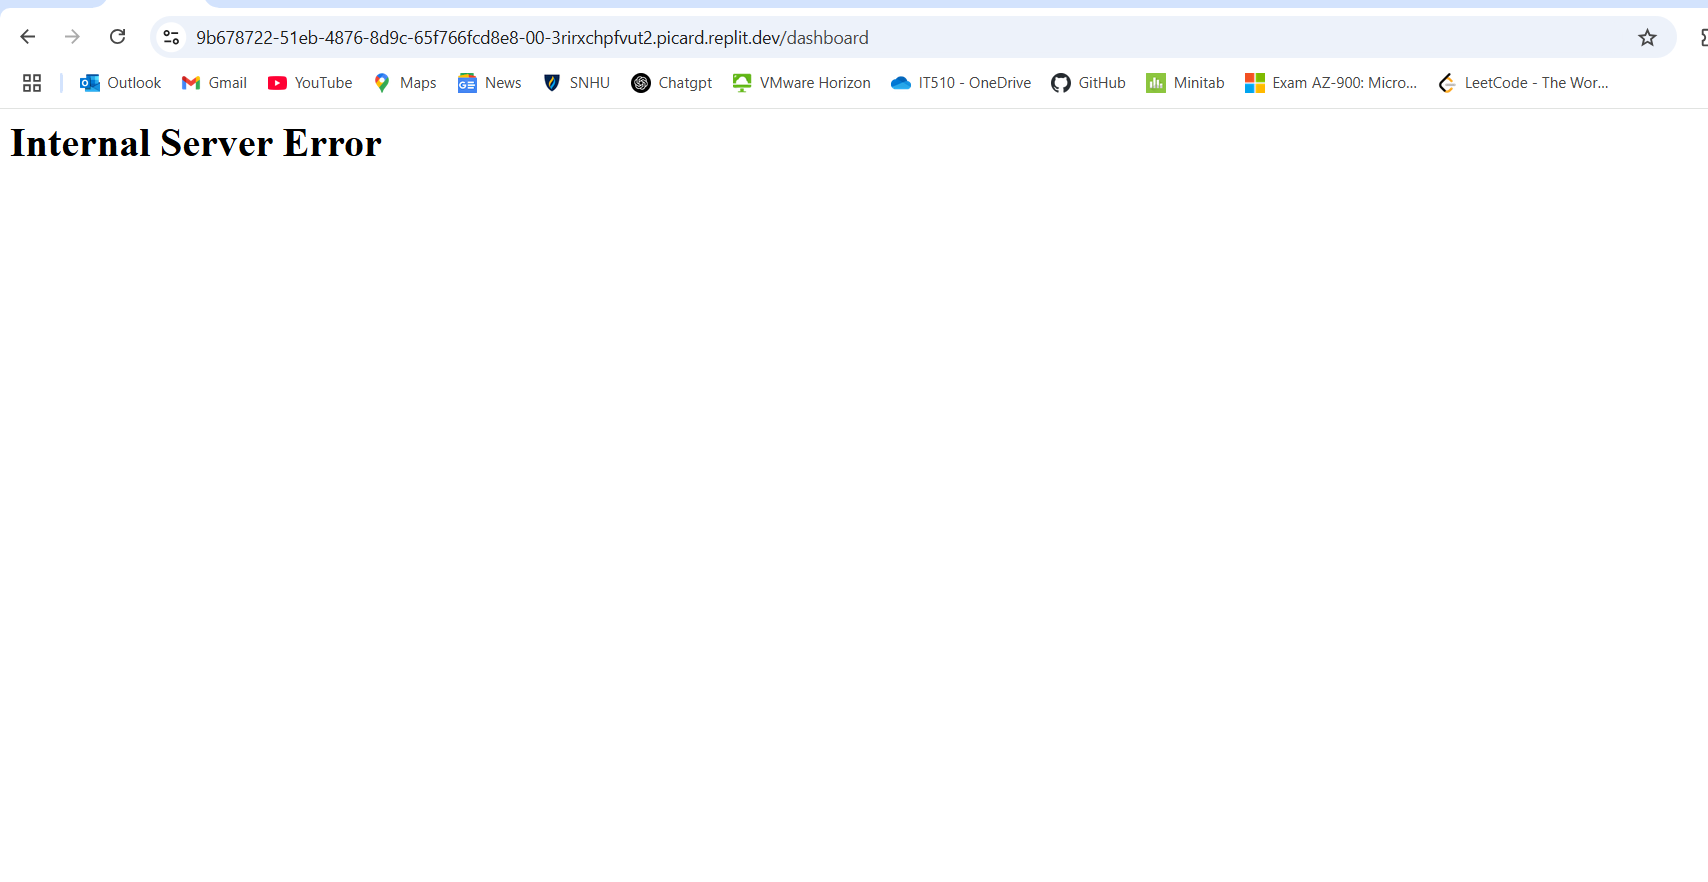 9b678722-51eb-4876-8d9c-65f766fcd8e8-00-3rirxchpfvut2.picard.replit.dev/dashboard
Outlook Gmail YouTube Maps News SNHU Chatgpt VMware Horizon IT510 - OneDrive GitHub Minitab Exam AZ-900: Micro... LeetCode - The Wor...
Internal Server Error